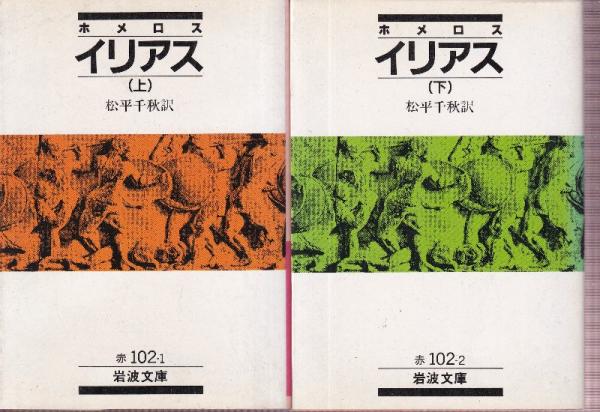 ホメロス
イリアス
(上)
松平千秋訳
赤 102-1
岩波文庫
ホメロス
イリアス
(下)
松平千秋訳
赤 102-2
岩波文庫